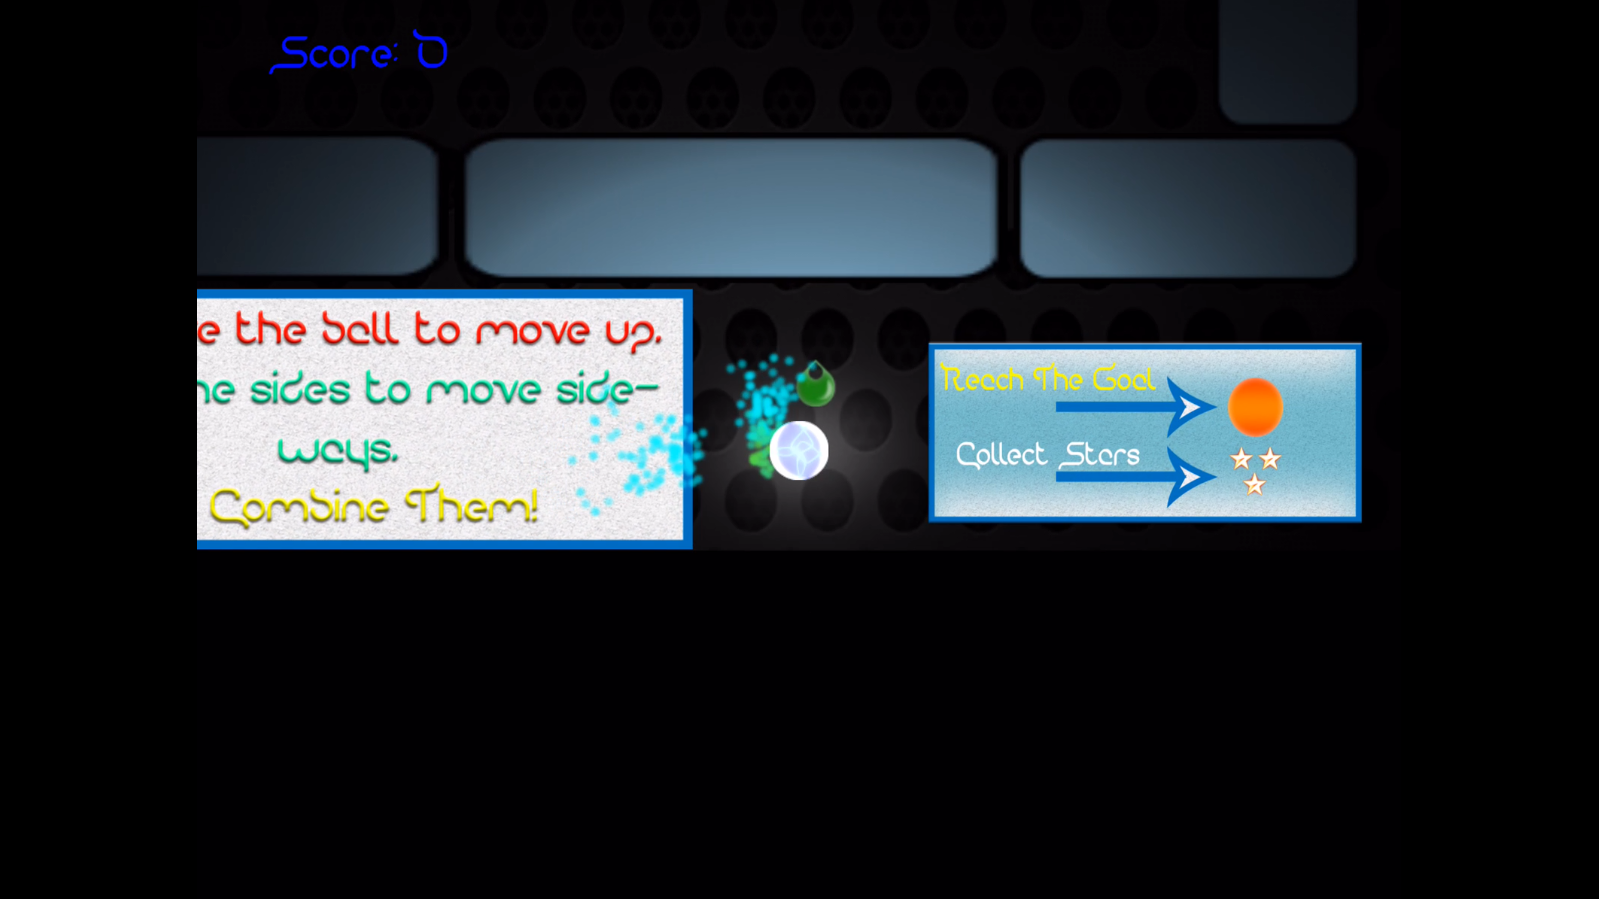 Score: 0
e the ball to move up.
he sides to move side-
ways.
Combine Them!
Reach The Goal
Collect Stars